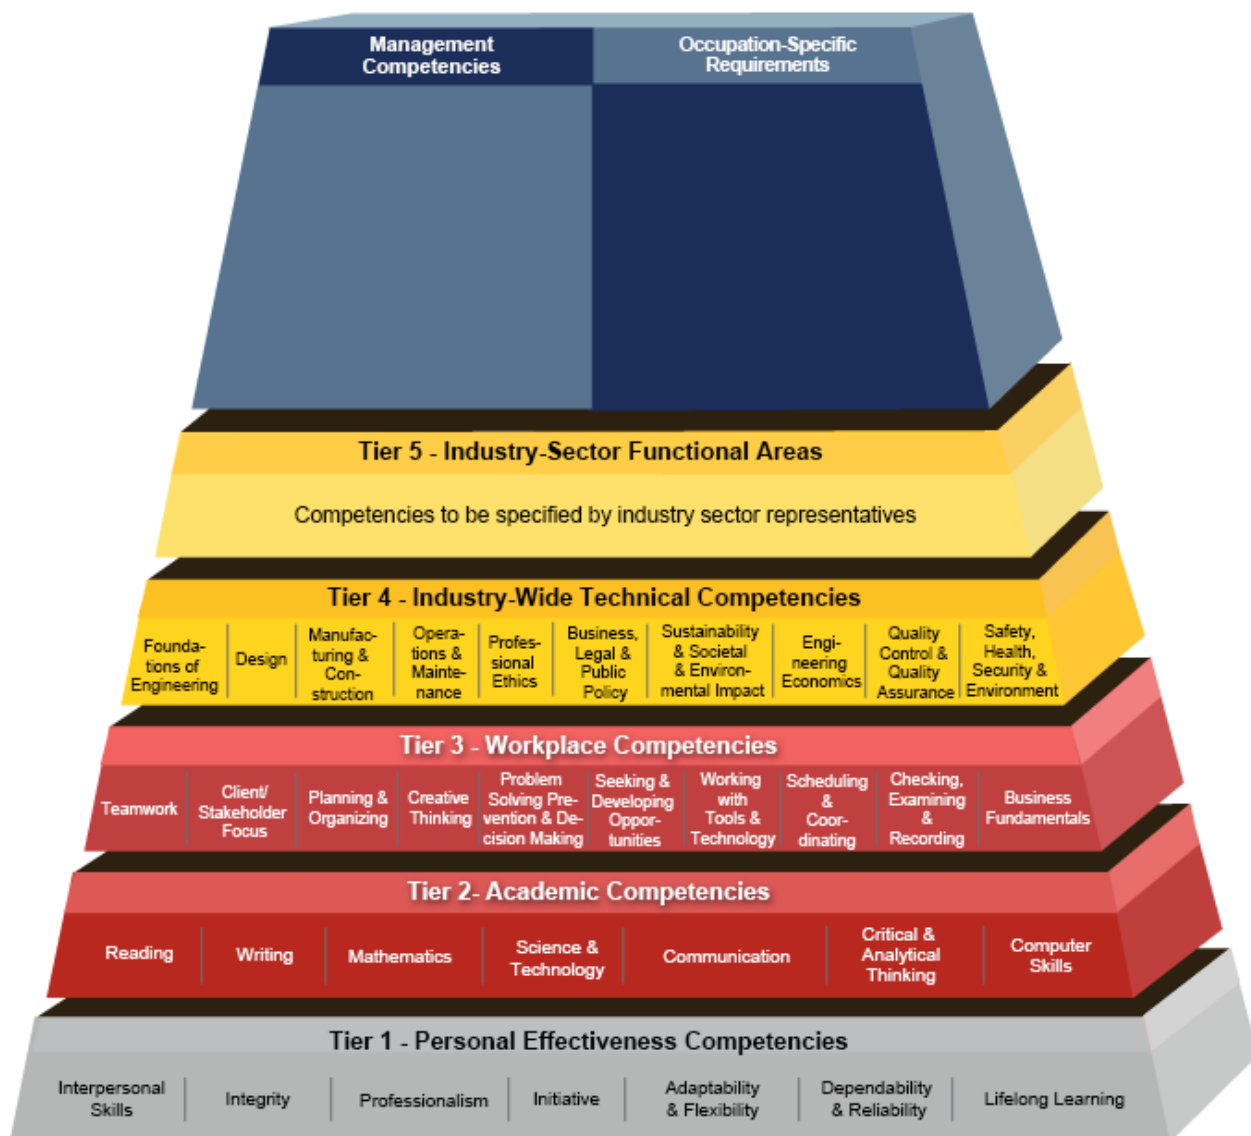 Management
Competencies
Occupation-Specific
Requirements
Tier 5 - Industry-Sector Functional Areas
Competencies to be specified by industry sector representatives
Tier 4 - Industry-Wide Technical Competencies
Founda-
tions of
Engineering
Design
Manufac-
turing &
Con-
struction
Opera-
tions &
Mainte-
nance
Profes-
sional
Ethics
Business,
Legal &
Public
Policy
Sustainability
& Societal
& Environ-
mental Impact
Engi-
neering
Economics
Quality
Control &
Quality
Assurance
Safety,
Health,
Security &
Environment
Tier 3 - Workplace Competencies
Teamwork
Client/
Stakeholder
Focus
Planning &
Organizing
Creative
Thinking
Problem
Solving Pre-
vention & De-
cision Making
Seeking &
Developing
Oppor-
tunities
Working
with
Tools &
Technology
Scheduling
&
Coor-
dinating
Checking,
Examining
&
Recording
Business
Fundamentals
Tier 2- Academic Competencies
Reading
Writing
Mathematics
Science &
Technology
Communication
Critical &
Analytical
Thinking
Computer
Skills
Tier 1 - Personal Effectiveness Competencies
Interpersonal
Skills
Integrity
Professionalism
Initiative
Adaptability
& Flexibility
Dependability
& Reliability
Lifelong Learning